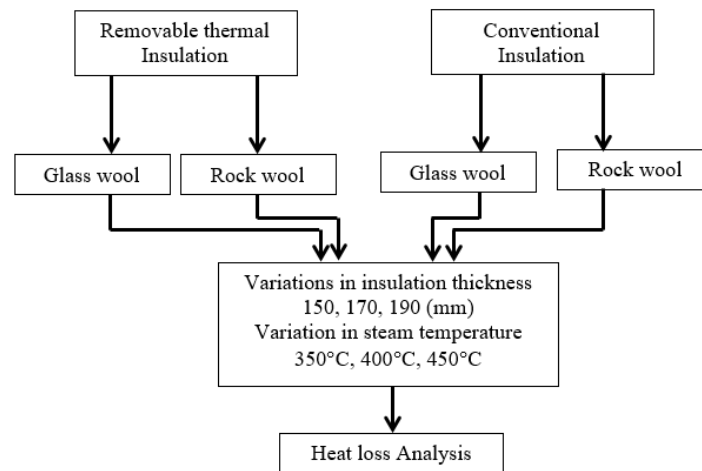 Removable thermal
Insulation
Conventional
Insulation
Glass wool
Rock wool
Glass wool
Rock wool
Variations in insulation thickness
150, 170, 190 (mm)
Variation in steam temperature
350°C, 400°C, 450°C
Heat loss Analysis